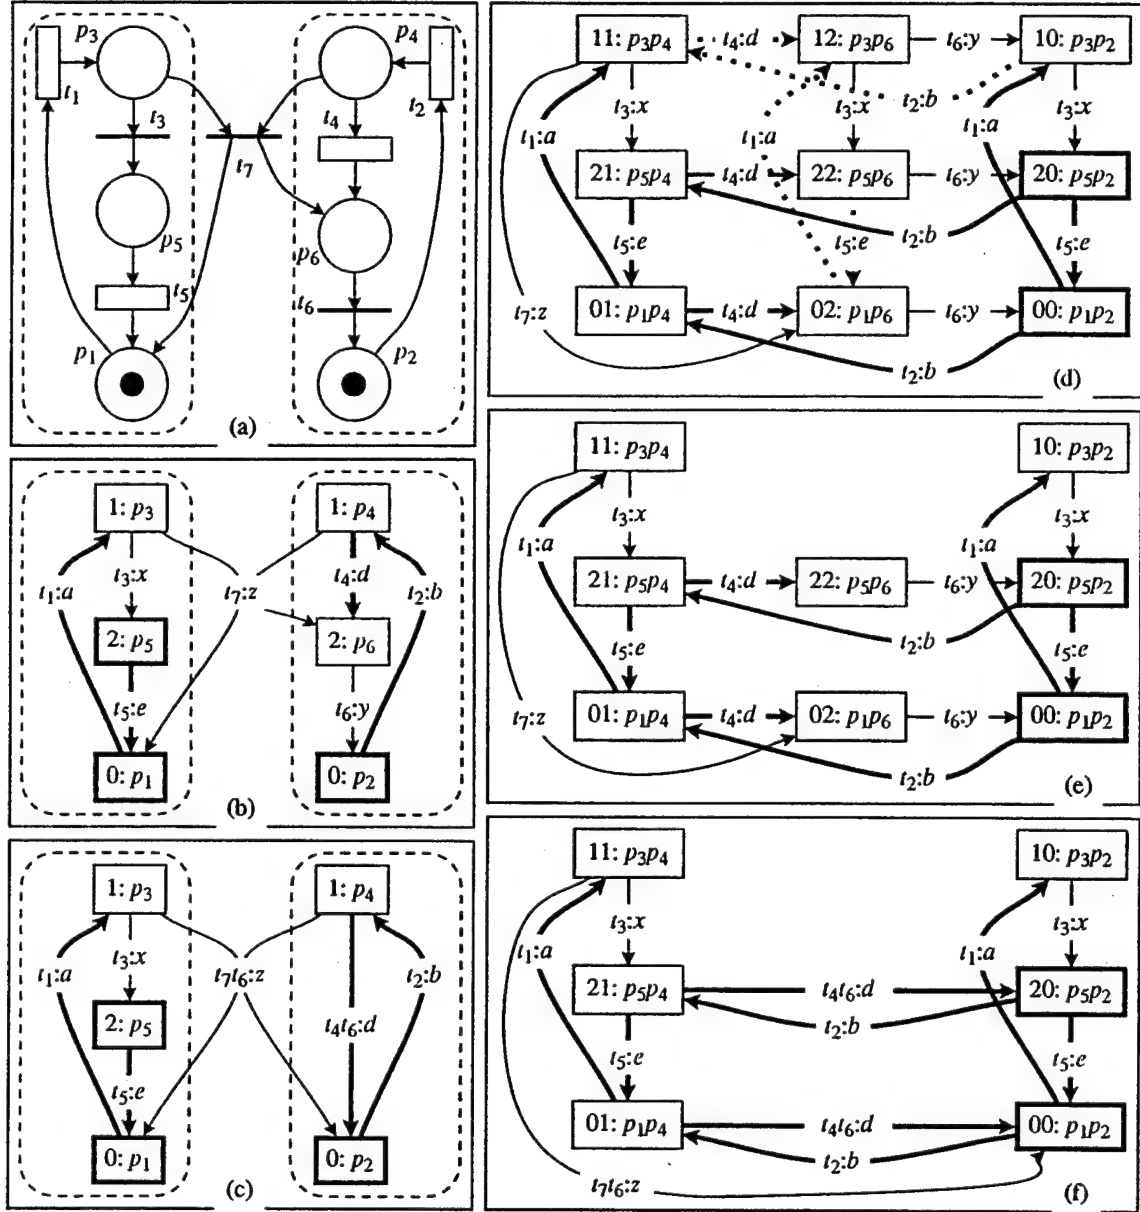 p3
p4
t1
t2
t3
t4
t7
p5
p6
t5
t6
p1
p2
(a)
1: p3
1: p4
t3:x
t4:d
t1:a
t7:z
t2:b
2: p5
2: p6
t5:e
t6:y
0: p1
0: p2
(b)
1: p3
1: p4
t3:x
t1:a
t7t6:z
t2:b
2: p5
t4t6:d
t5:e
0: p1
0: p2
(c)
11: p3p4
t4:d
12: p3p6
t6:y
10: p3p2
t2:b
t3:x
t3:x
t3:x
t1:a
t1:a
t1:a
21: p5p4
t4:d
22: p5p6
t6:y
20: p5p2
t2:b
t5:e
t5:e
t5:e
t7:z
01: p1p4
t4:d
02: p1p6
t6:y
00: p1p2
t2:b
(d)
11: p3p4
10: p3p2
t3:x
t3:x
t1:a
t1:a
21: p5p4
t4:d
22: p5p6
t6:y
20: p5p2
t2:b
t5:e
t5:e
t7:z
01: p1p4
t4:d
02: p1p6
t6:y
00: p1p2
t2:b
(e)
11: p3p4
10: p3p2
t3:x
t3:x
t1:a
t1:a
21: p5p4
t4t6:d
20: p5p2
t2:b
t5:e
t5:e
01: p1p4
t4t6:d
00: p1p2
t2:b
t7t6:z
(f)